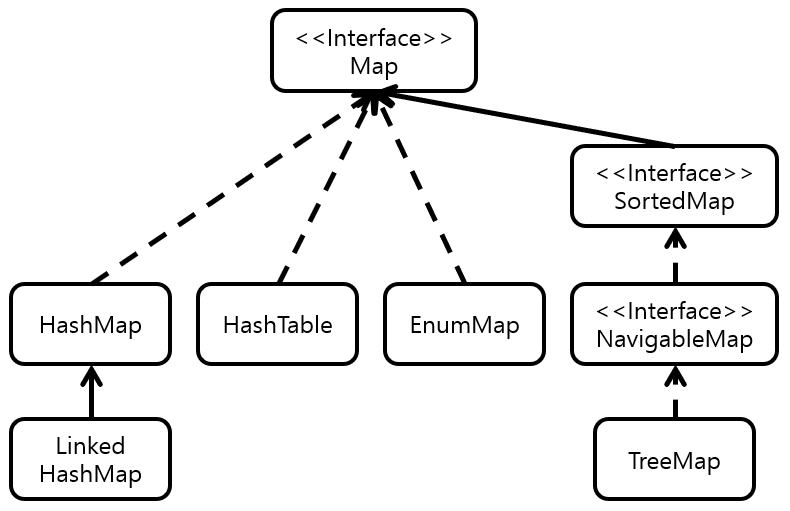 <<Interface>>
Map
<<Interface>>
SortedMap
HashMap
HashTable
EnumMap
<<Interface>>
NavigableMap
Linked
HashMap
TreeMap